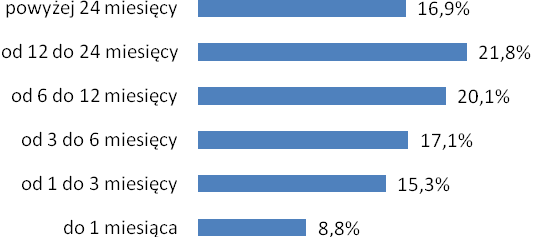 powyżej 24 miesięcy 16,9%
od 12 do 24 miesięcy 21,8%
od 6 do 12 miesięcy 20,1%
od 3 do 6 miesięcy 17,1%
od 1 do 3 miesięcy 15,3%
do 1 miesiąca 8,8%